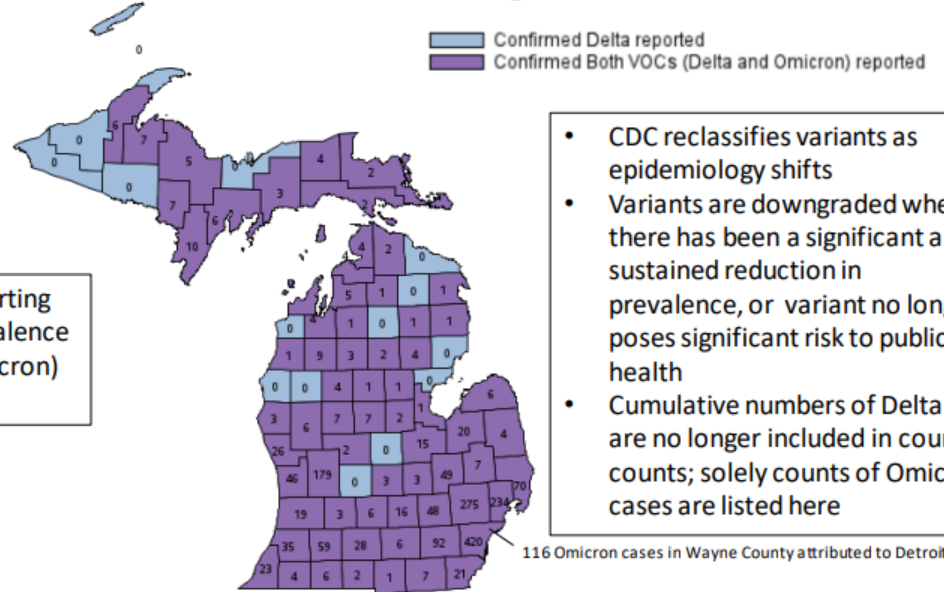 Confirmed Delta reported
Confirmed Both VOCs (Delta and Omicron) reported
0
6 7
0 5 4
0 0 2
0 3
7 6 2
10
4 2 0
4
5 1 0 1
0 4 1 0 1 1
1 9 3 2 4 0
0 0 4 1 1 0
3 6 7 7 2 1 6
26 2 0 15 20 4
46 179 0 3 3 49 7 70
19 3 6 16 48 275 234
35 59 28 6 92 420
23 4 6 2 1 7 21
rting
alence
cron)
• CDC reclassifies variants as
epidemiology shifts
• Variants are downgraded whe
there has been a significant a
sustained reduction in
prevalence, or variant no lon
poses significant risk to public
health
• Cumulative numbers of Delta
are no longer included in cou
counts; solely counts of Omic
cases are listed here
116 Omicron cases in Wayne County attributed to Detroit